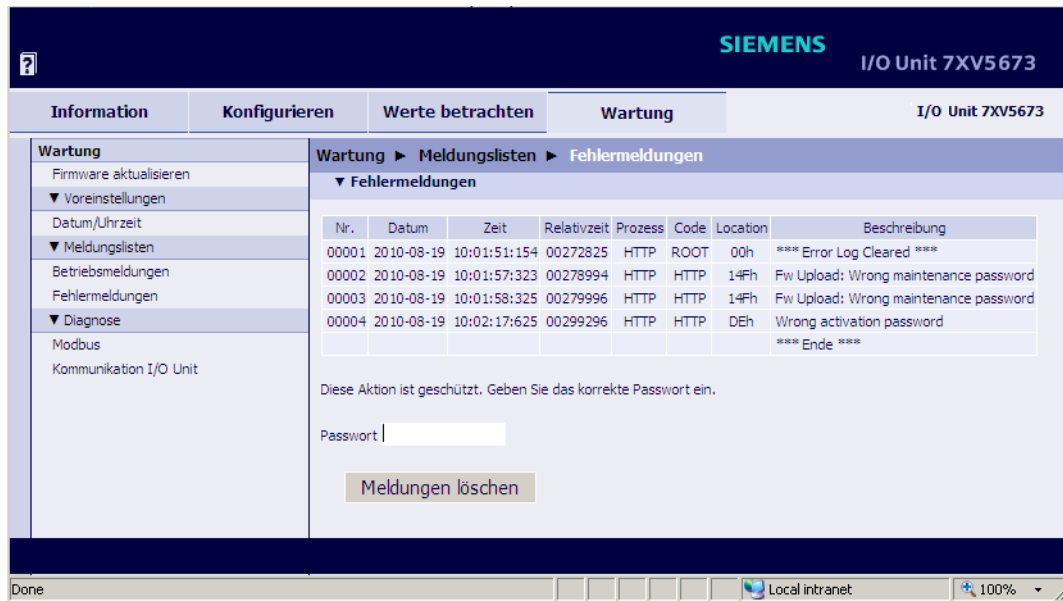 SIEMENS
?
I/O Unit 7XV5673
Information Konfigurieren Werte betrachten Wartung I/O Unit 7XV5673
Wartung
Firmware aktualisieren
▼ Voreinstellungen
Datum/Uhrzeit
▼ Meldungslisten
Betriebsmeldungen
Fehlermeldungen
▼ Diagnose
Modbus
Kommunikation I/O Unit
Wartung ► Meldungslisten ► Fehlermeldungen
▼ Fehlermeldungen
Nr. Datum Zeit Relativzeit Prozess Code Location Beschreibung
00001 2010-08-19 10:01:51:154 00272825 HTTP ROOT 00h *** Error Log Cleared ***
00002 2010-08-19 10:01:57:323 00278994 HTTP HTTP 14Fh Fw Upload: Wrong maintenance password
00003 2010-08-19 10:01:58:325 00279996 HTTP HTTP 14Fh Fw Upload: Wrong maintenance password
00004 2010-08-19 10:02:17:625 00299296 HTTP HTTP DEh Wrong activation password
*** Ende ***
Diese Aktion ist geschützt. Geben Sie das korrekte Passwort ein.
Passwort
Meldungen löschen
Done Local intranet 100%